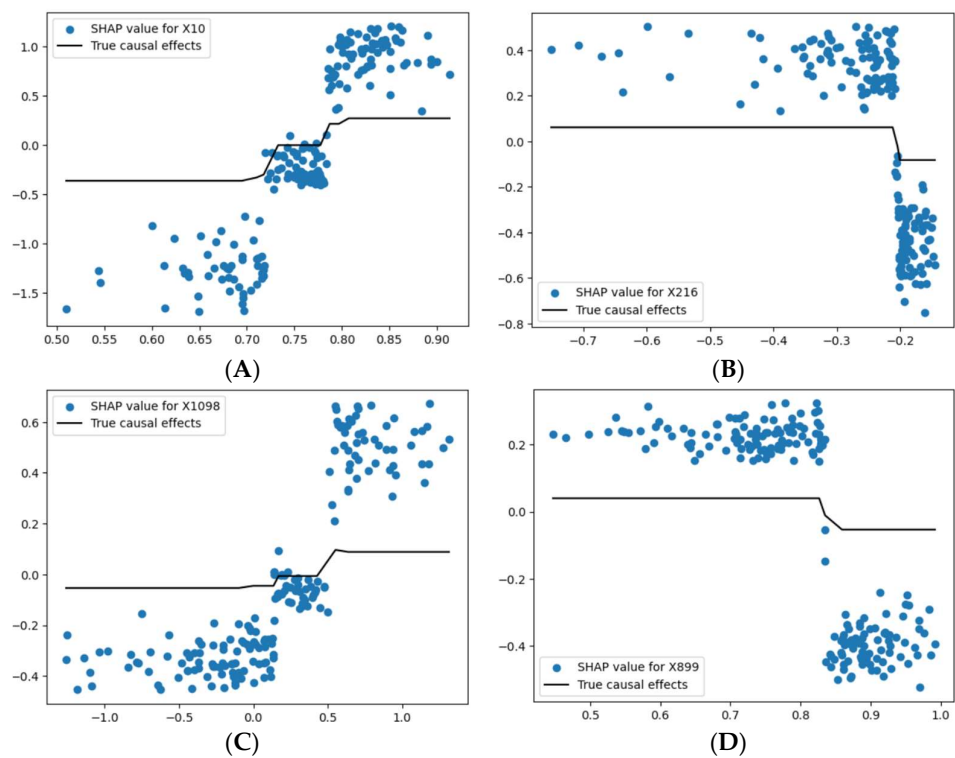 SHAP value for X10
True causal effects
1.0
0.5
0.0
−0.5
−1.0
−1.5
0.50 0.55 0.60 0.65 0.70 0.75 0.80 0.85 0.90
(A)
0.4
0.2
0.0
−0.2
−0.4
−0.6
−0.8
SHAP value for X216
True causal effects
−0.7 −0.6 −0.5 −0.4 −0.3 −0.2
(B)
SHAP value for X1098
True causal effects
0.6
0.4
0.2
0.0
−0.2
−0.4
−1.0 −0.5 0.0 0.5 1.0
(C)
0.2
0.0
−0.2
−0.4
SHAP value for X899
True causal effects
0.5 0.6 0.7 0.8 0.9 1.0
(D)